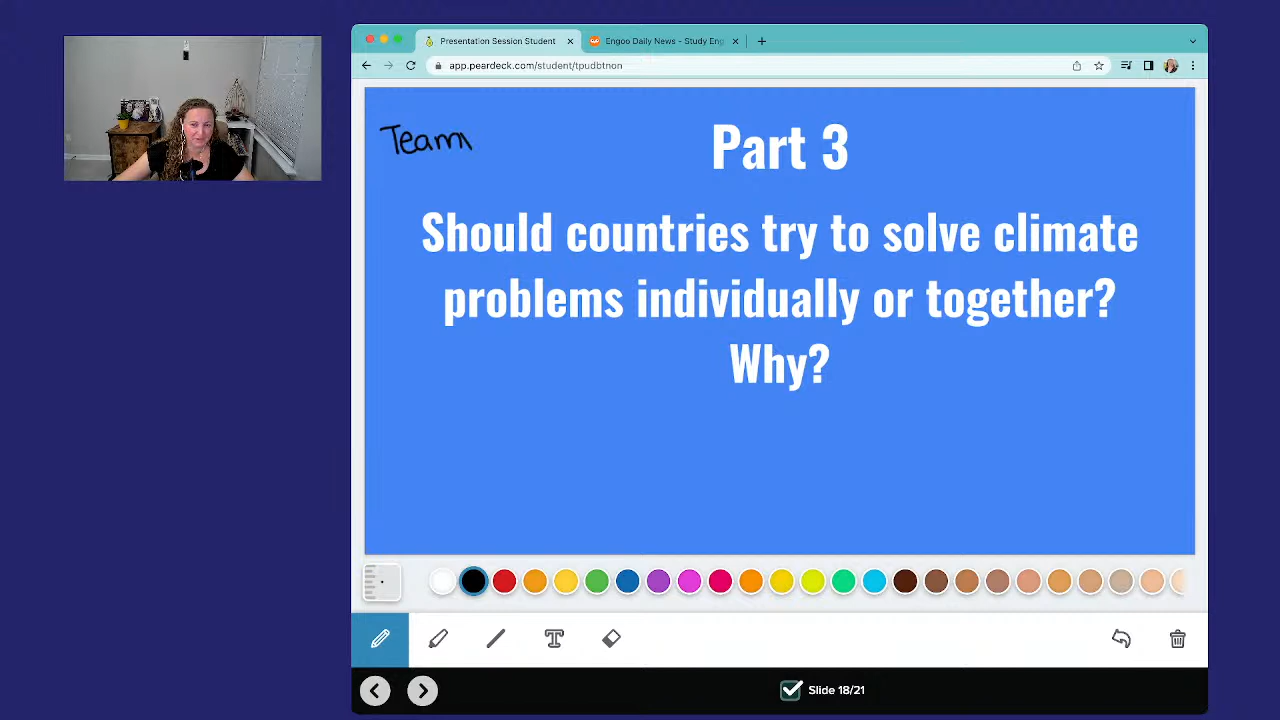 Presentation Session Student
Engoo Daily News - Study Eng
app.peardeck.com/student/tpudbtnon
Team
Part 3
Should countries try to solve climate
problems individually or together?
Why?
T
Slide 18/21